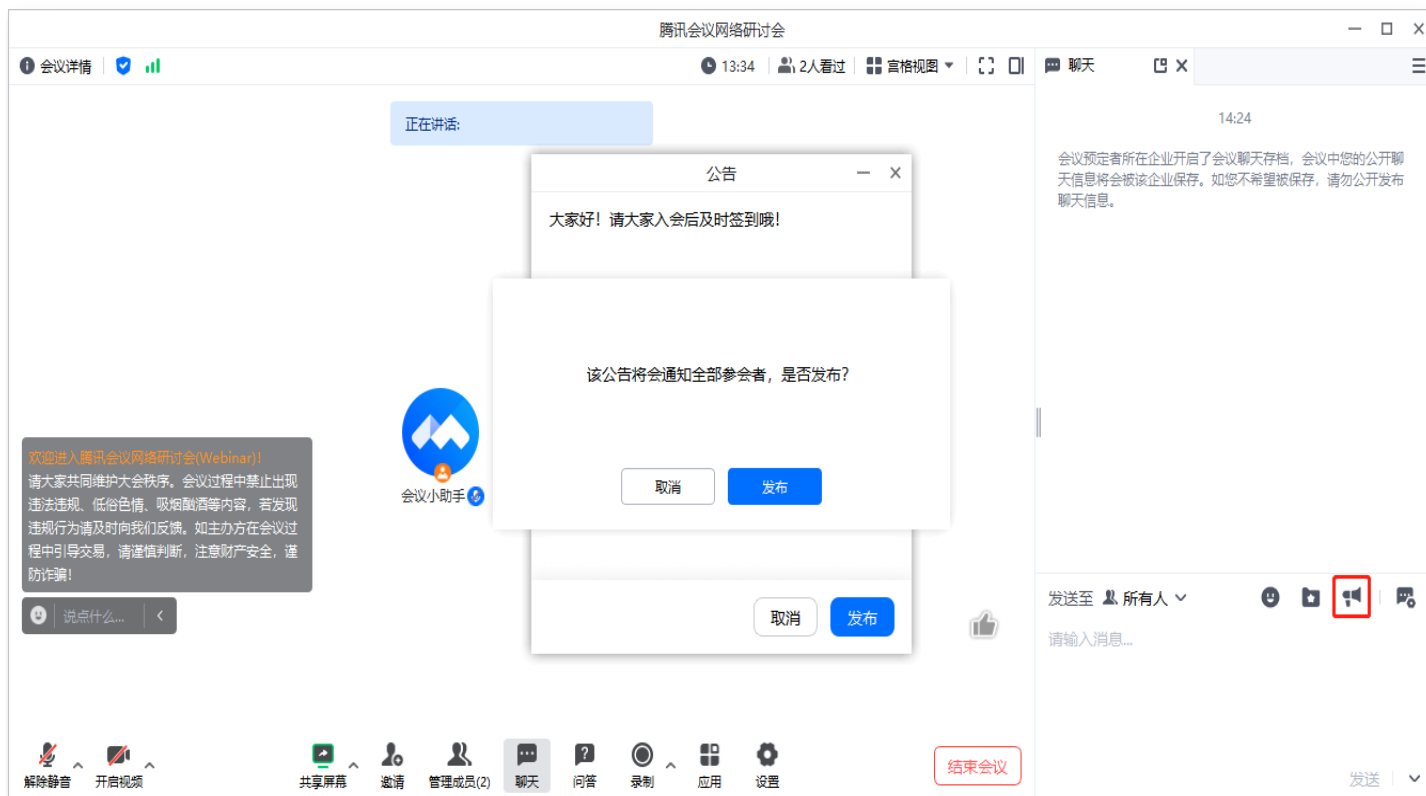 腾讯会议网络研讨会
会议详情
13:34
2人看过
宫格视图
聊天
正在讲话:
14:24
会议预定者所在企业开启了会议聊天存档，会议中您的公开聊
天信息将会被该企业保存。如您不希望被保存，请勿公开发布
聊天信息。
公告
大家好！请大家入会后及时签到哦！
该公告将会通知全部参会者，是否发布？
取消
发布
会议小助手
欢迎进入腾讯会议网络研讨会(Webinar)！
请大家共同维护大会秩序。会议过程中禁止出现
违法违规、低俗色情、吸烟酗酒等内容，若发现
违规行为请及时向我们反馈。如主办方在会议过
程中引导交易，请谨慎判断，注意财产安全，谨
防诈骗！
说点什么...
取消
发布
发送至
所有人
请输入消息...
解除静音
开启视频
共享屏幕
邀请
管理成员(2)
聊天
问答
录制
应用
设置
结束会议
发送